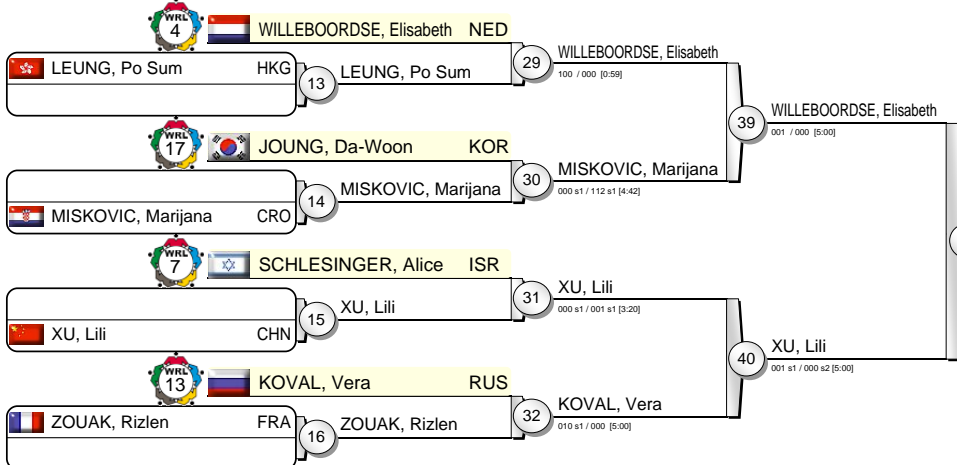 WRL
4
WILLEBOORDSE, Elisabeth NED
LEUNG, Po Sum HKG
13
LEUNG, Po Sum
29
WILLEBOORDSE, Elisabeth
100 / 000 [0:59]
WRL
17
JOUNG, Da-Woon KOR
MISKOVIC, Marijana CRO
14
MISKOVIC, Marijana
30
MISKOVIC, Marijana
000 s1 / 112 s1 [4:42]
39
WILLEBOORDSE, Elisabeth
001 / 000 [5:00]
WRL
7
SCHLESINGER, Alice ISR
XU, Lili CHN
15
XU, Lili
31
XU, Lili
000 s1 / 001 s1 [3:20]
WRL
13
KOVAL, Vera RUS
ZOUAK, Rizlen FRA
16
ZOUAK, Rizlen
32
KOVAL, Vera
010 s1 / 000 [5:00]
40
XU, Lili
001 s1 / 000 s2 [5:00]